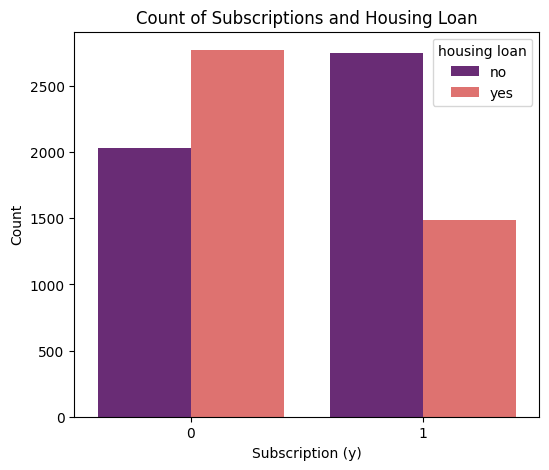 Count of Subscriptions and Housing Loan
housing loan
no
yes
2500
2000
1500
1000
500
0
Count
0 1
Subscription (y)